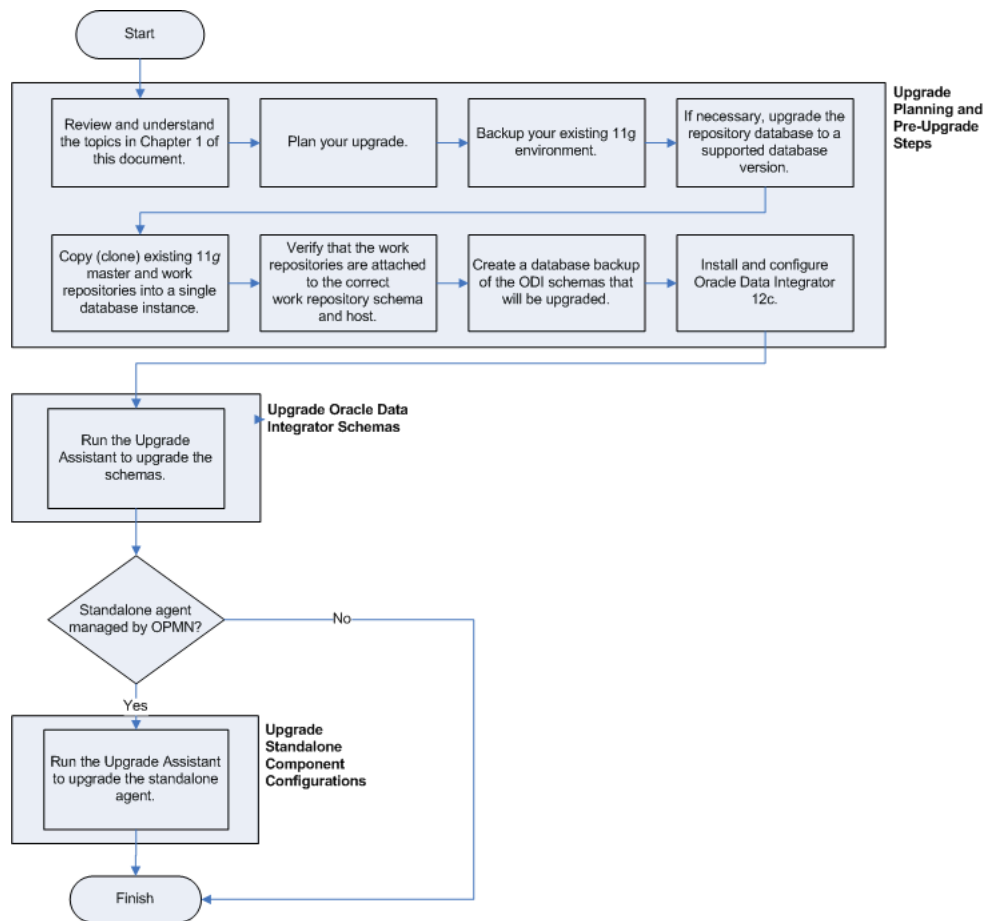 Start
Upgrade
Planning and
Pre-Upgrade
Steps
Review and understand
the topics in Chapter 1 of
this document.
Plan your upgrade.
Backup your existing 11g
environment.
If necessary, upgrade the
repository database to a
supported database
version.
Copy (clone) existing 11g
master and work
repositories into a single
database instance.
Verify that the work
repositories are attached
to the correct
work repository schema
and host.
Create a database backup
of the ODI schemas that
will be upgraded.
Install and configure
Oracle Data Integrator
12c.
Upgrade Oracle Data
Integrator Schemas
Run the Upgrade
Assistant to upgrade the
schemas.
Standalone agent
managed by OPMN?
No
Yes
Upgrade
Standalone
Component
Configurations
Run the Upgrade Assistant
to upgrade the standalone
agent.
Finish